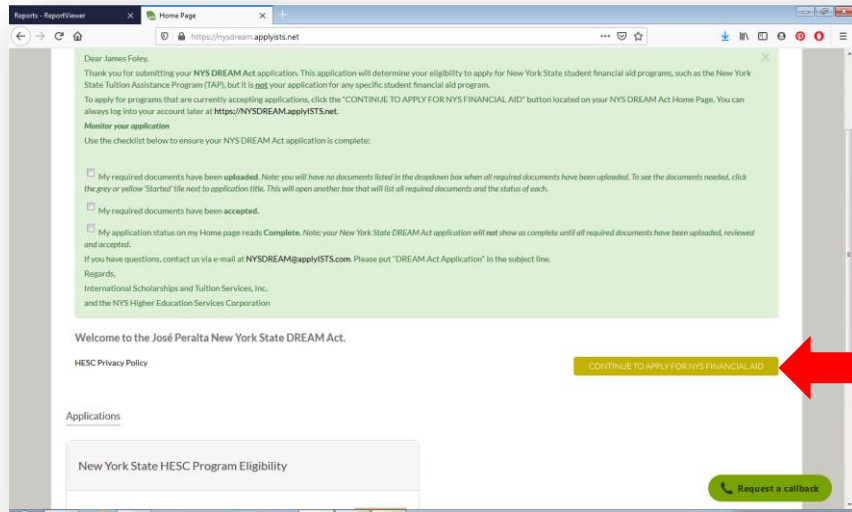 Reports - ReportViewer
Home Page
https://nysdream.applyists.net
Dear James Foley,
Thank you for submitting your NYS DREAM Act application. This application will determine your eligibility to apply for New York State student financial aid programs, such as the New York
State Tuition Assistance Program (TAP), but it is not your application for any specific student financial aid program.
To apply for programs that are currently accepting applications, click the "CONTINUE TO APPLY FOR NYS FINANCIAL AID" button located on your NYS DREAM Act Home Page. You can
always log into your account later at https://NYSDREAM.applyISTS.net.
Monitor your application
Use the checklist below to ensure your NYS DREAM Act application is complete:
My required documents have been uploaded. Note: you will have no documents listed in the dropdown box when all required documents have been uploaded. To see the documents needed, click
the grey or yellow 'Started' tile next to application title. This will open another box that will list all required documents and the status of each.
My required documents have been accepted.
My application status on my Home page reads Complete. Note: your New York State DREAM Act application will not show as complete until all required documents have been uploaded, reviewed
and accepted.
If you have questions, contact us via e-mail at NYSDREAM@applyISTS.com. Please put "DREAM Act Application" in the subject line.
Regards,
International Scholarships and Tuition Services, Inc.
and the NYS Higher Education Services Corporation
Welcome to the José Peralta New York State DREAM Act.
HESC Privacy Policy
CONTINUE TO APPLY FOR NYS FINANCIAL AID
Applications
New York State HESC Program Eligibility
Request a callback